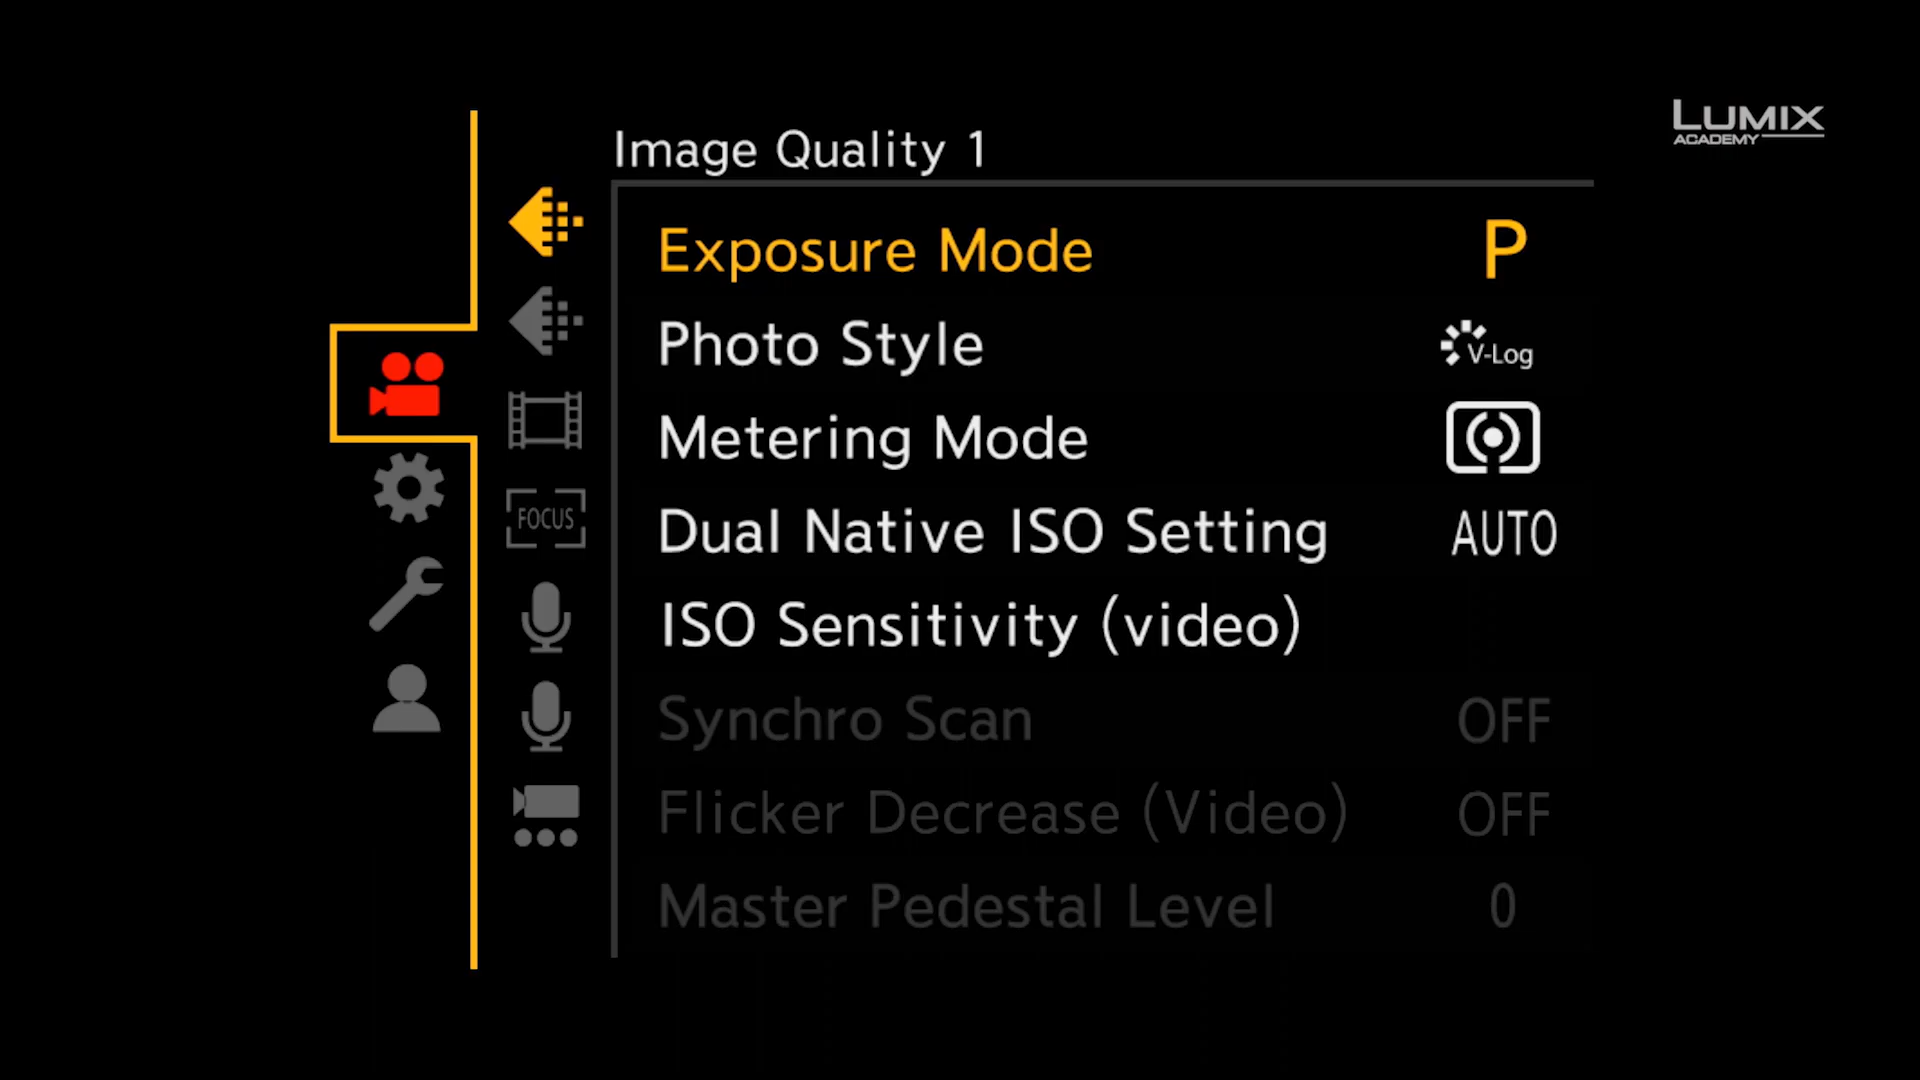 LUMIX
ACADEMY
Image Quality 1
Exposure Mode P
Photo Style V-Log
Metering Mode
Dual Native ISO Setting AUTO
FOCUS
ISO Sensitivity (video)
Synchro Scan OFF
Flicker Decrease (Video) OFF
Master Pedestal Level 0